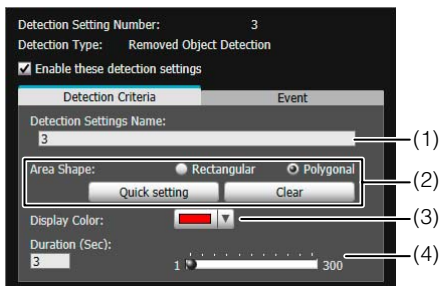 Detection Setting Number: 3
Detection Type: Removed Object Detection
Enable these detection settings
Detection Criteria Event
Detection Settings Name:
3 (1)
Area Shape: Rectangular Polygonal
Quick setting Clear (2)
Display Color: (3)
Duration (Sec):
3 1 300 (4)